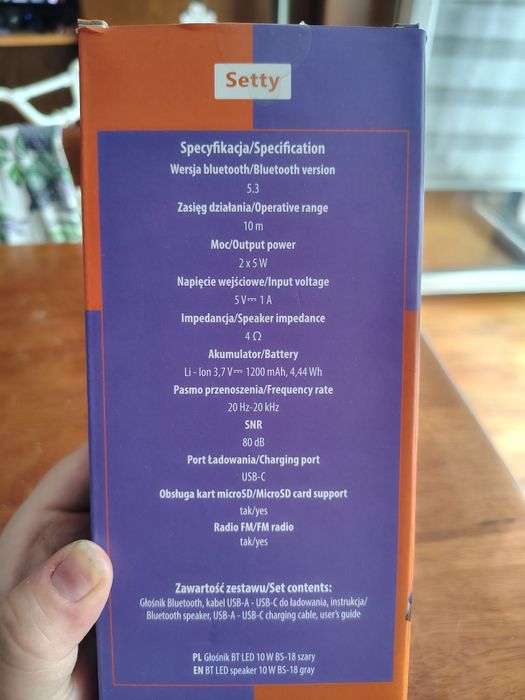 Setty
Specyfikacja/Specification
Wersja bluetooth/Bluetooth version
5.3
Zasięg działania/Operative range
10 m
Moc/Output power
2 x 5 W
Napięcie wejściowe/Input voltage
5 V⎓ 1 A
Impedancja/Speaker impedance
4 Ω
Akumulator/Battery
Li - Ion 3,7 V⎓ 1200 mAh, 4,44 Wh
Pasmo przenoszenia/Frequency rate
20 Hz-20 kHz
SNR
80 dB
Port Ładowania/Charging port
USB-C
Obsługa kart microSD/MicroSD card support
tak/yes
Radio FM/FM radio
tak/yes
Zawartość zestawu/Set contents:
Głośnik Bluetooth, kabel USB-A - USB-C do ładowania, instrukcja/
Bluetooth speaker, USB-A - USB-C charging cable, user's guide
PL Głośnik BT LED 10 W BS-18 szary
EN BT LED speaker 10 W BS-18 gray